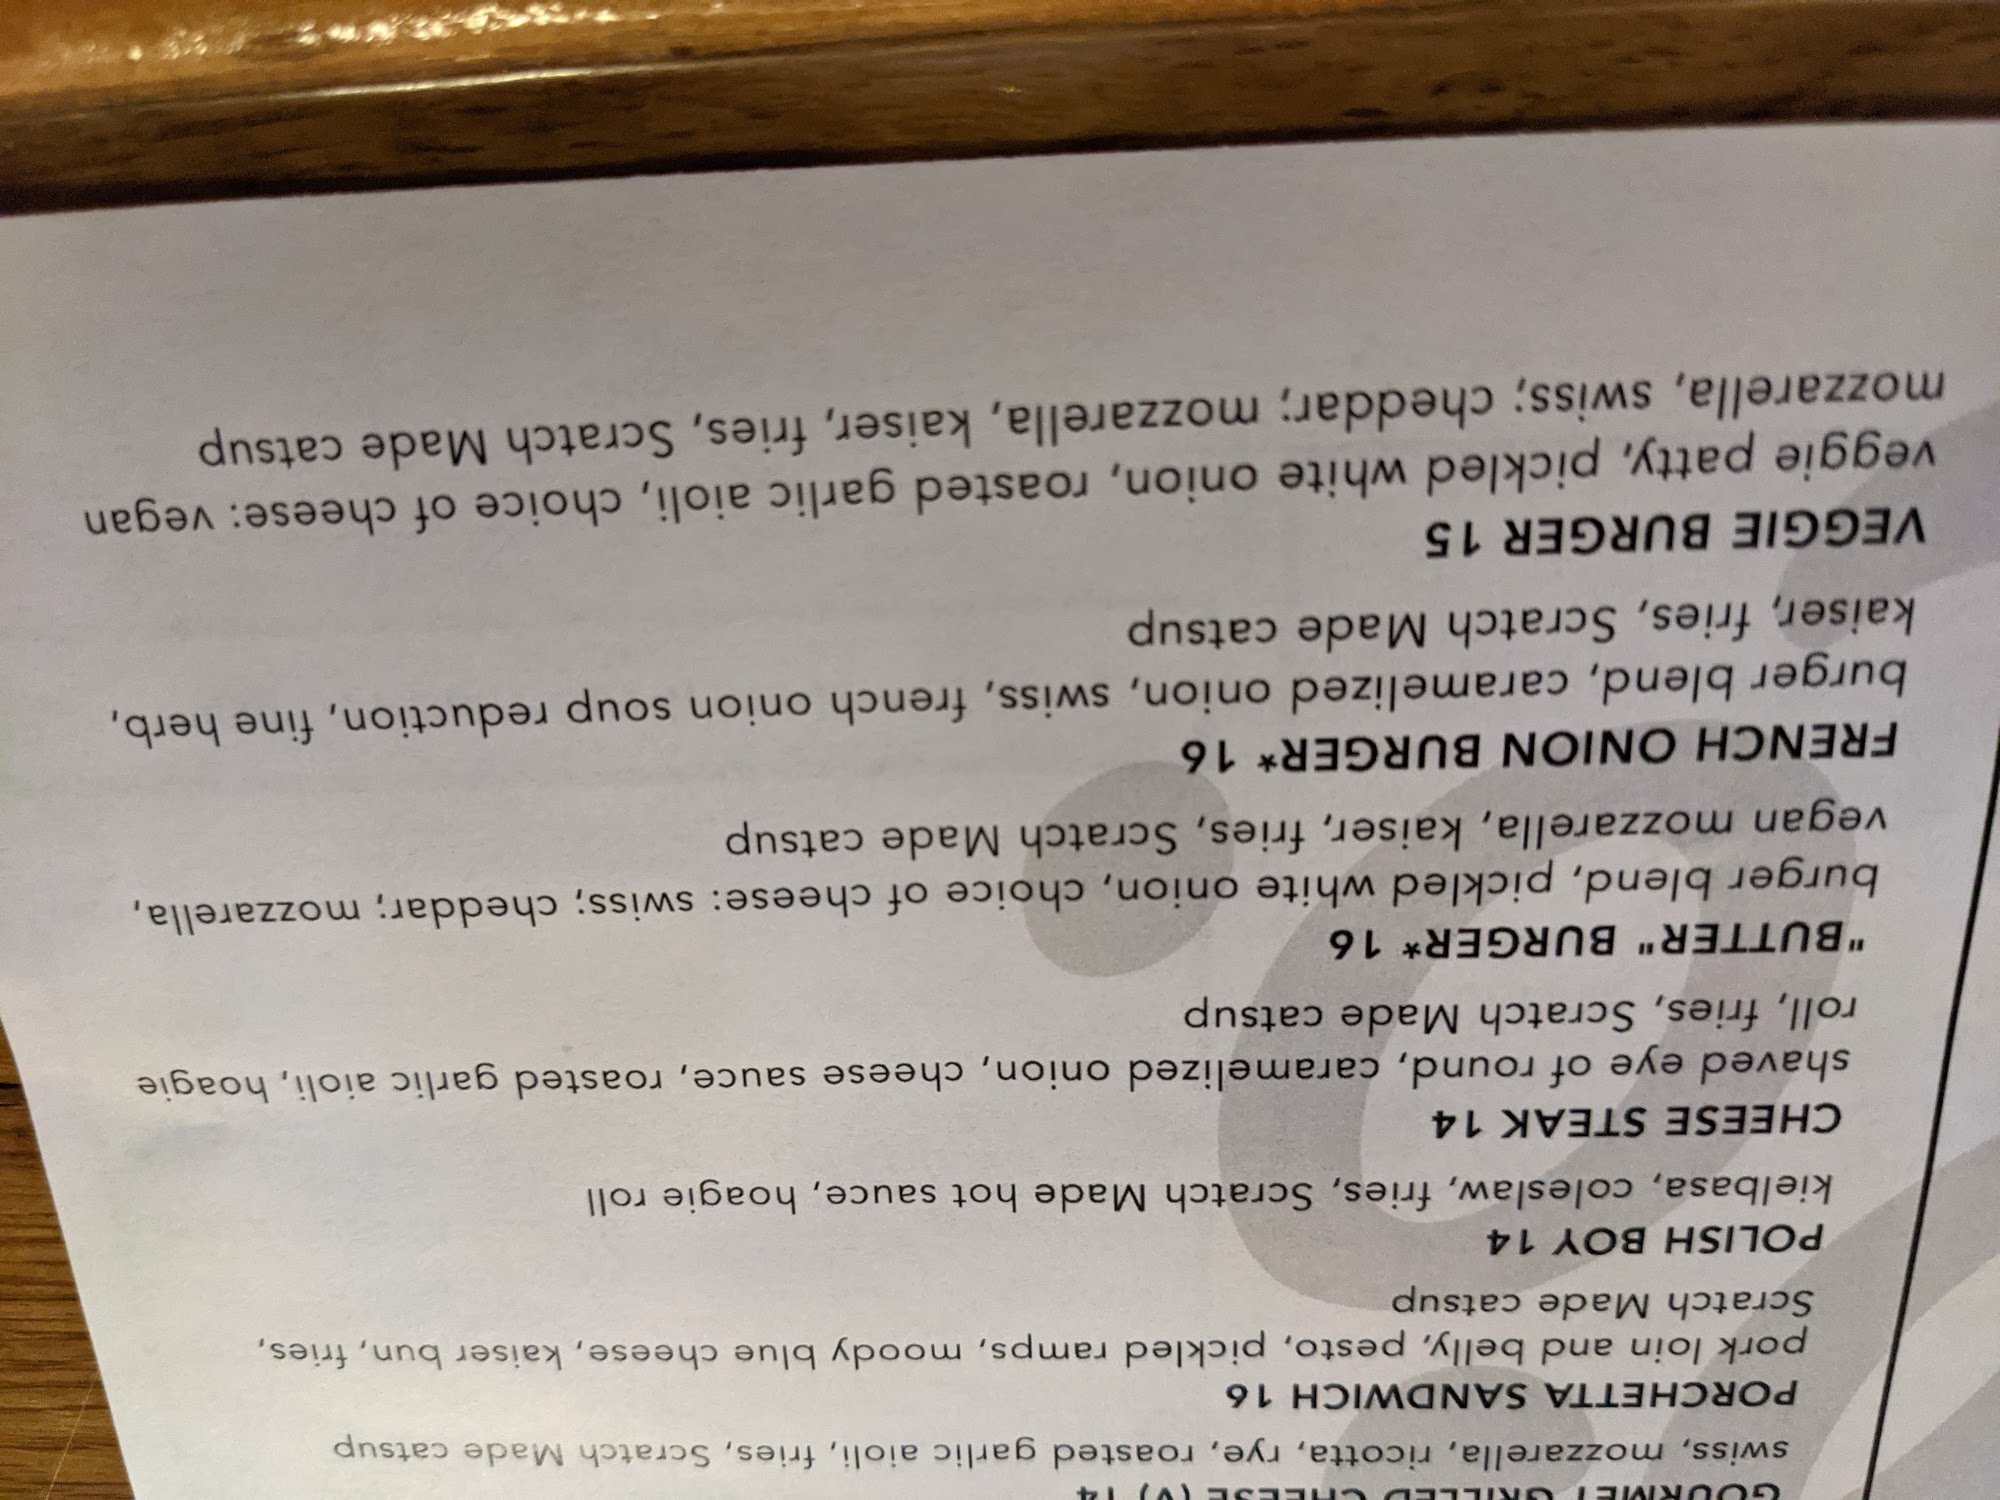 GOURMET GRILLED CHEESE (V) 14
swiss, mozzarella, ricotta, rye, roasted garlic aioli, fries, Scratch Made catsup
PORCHETTA SANDWICH 16
pork loin and belly, pesto, pickled ramps, moody blue cheese, kaiser bun, fries,
Scratch Made catsup
POLISH BOY 14
kielbasa, coleslaw, fries, Scratch Made hot sauce, hoagie roll
CHEESE STEAK 14
shaved eye of round, caramelized onion, cheese sauce, roasted garlic aioli, hoagie
roll, fries, Scratch Made catsup
"BUTTER" BURGER* 16
burger blend, pickled white onion, choice of cheese: swiss; cheddar; mozzarella,
vegan mozzarella, kaiser, fries, Scratch Made catsup
FRENCH ONION BURGER* 16
burger blend, caramelized onion, swiss, french onion soup reduction, fine herb,
kaiser, fries, Scratch Made catsup
VEGGIE BURGER 15
veggie patty, pickled white onion, roasted garlic aioli, choice of cheese: vegan
mozzarella, swiss; cheddar; mozzarella, kaiser, fries, Scratch Made catsup